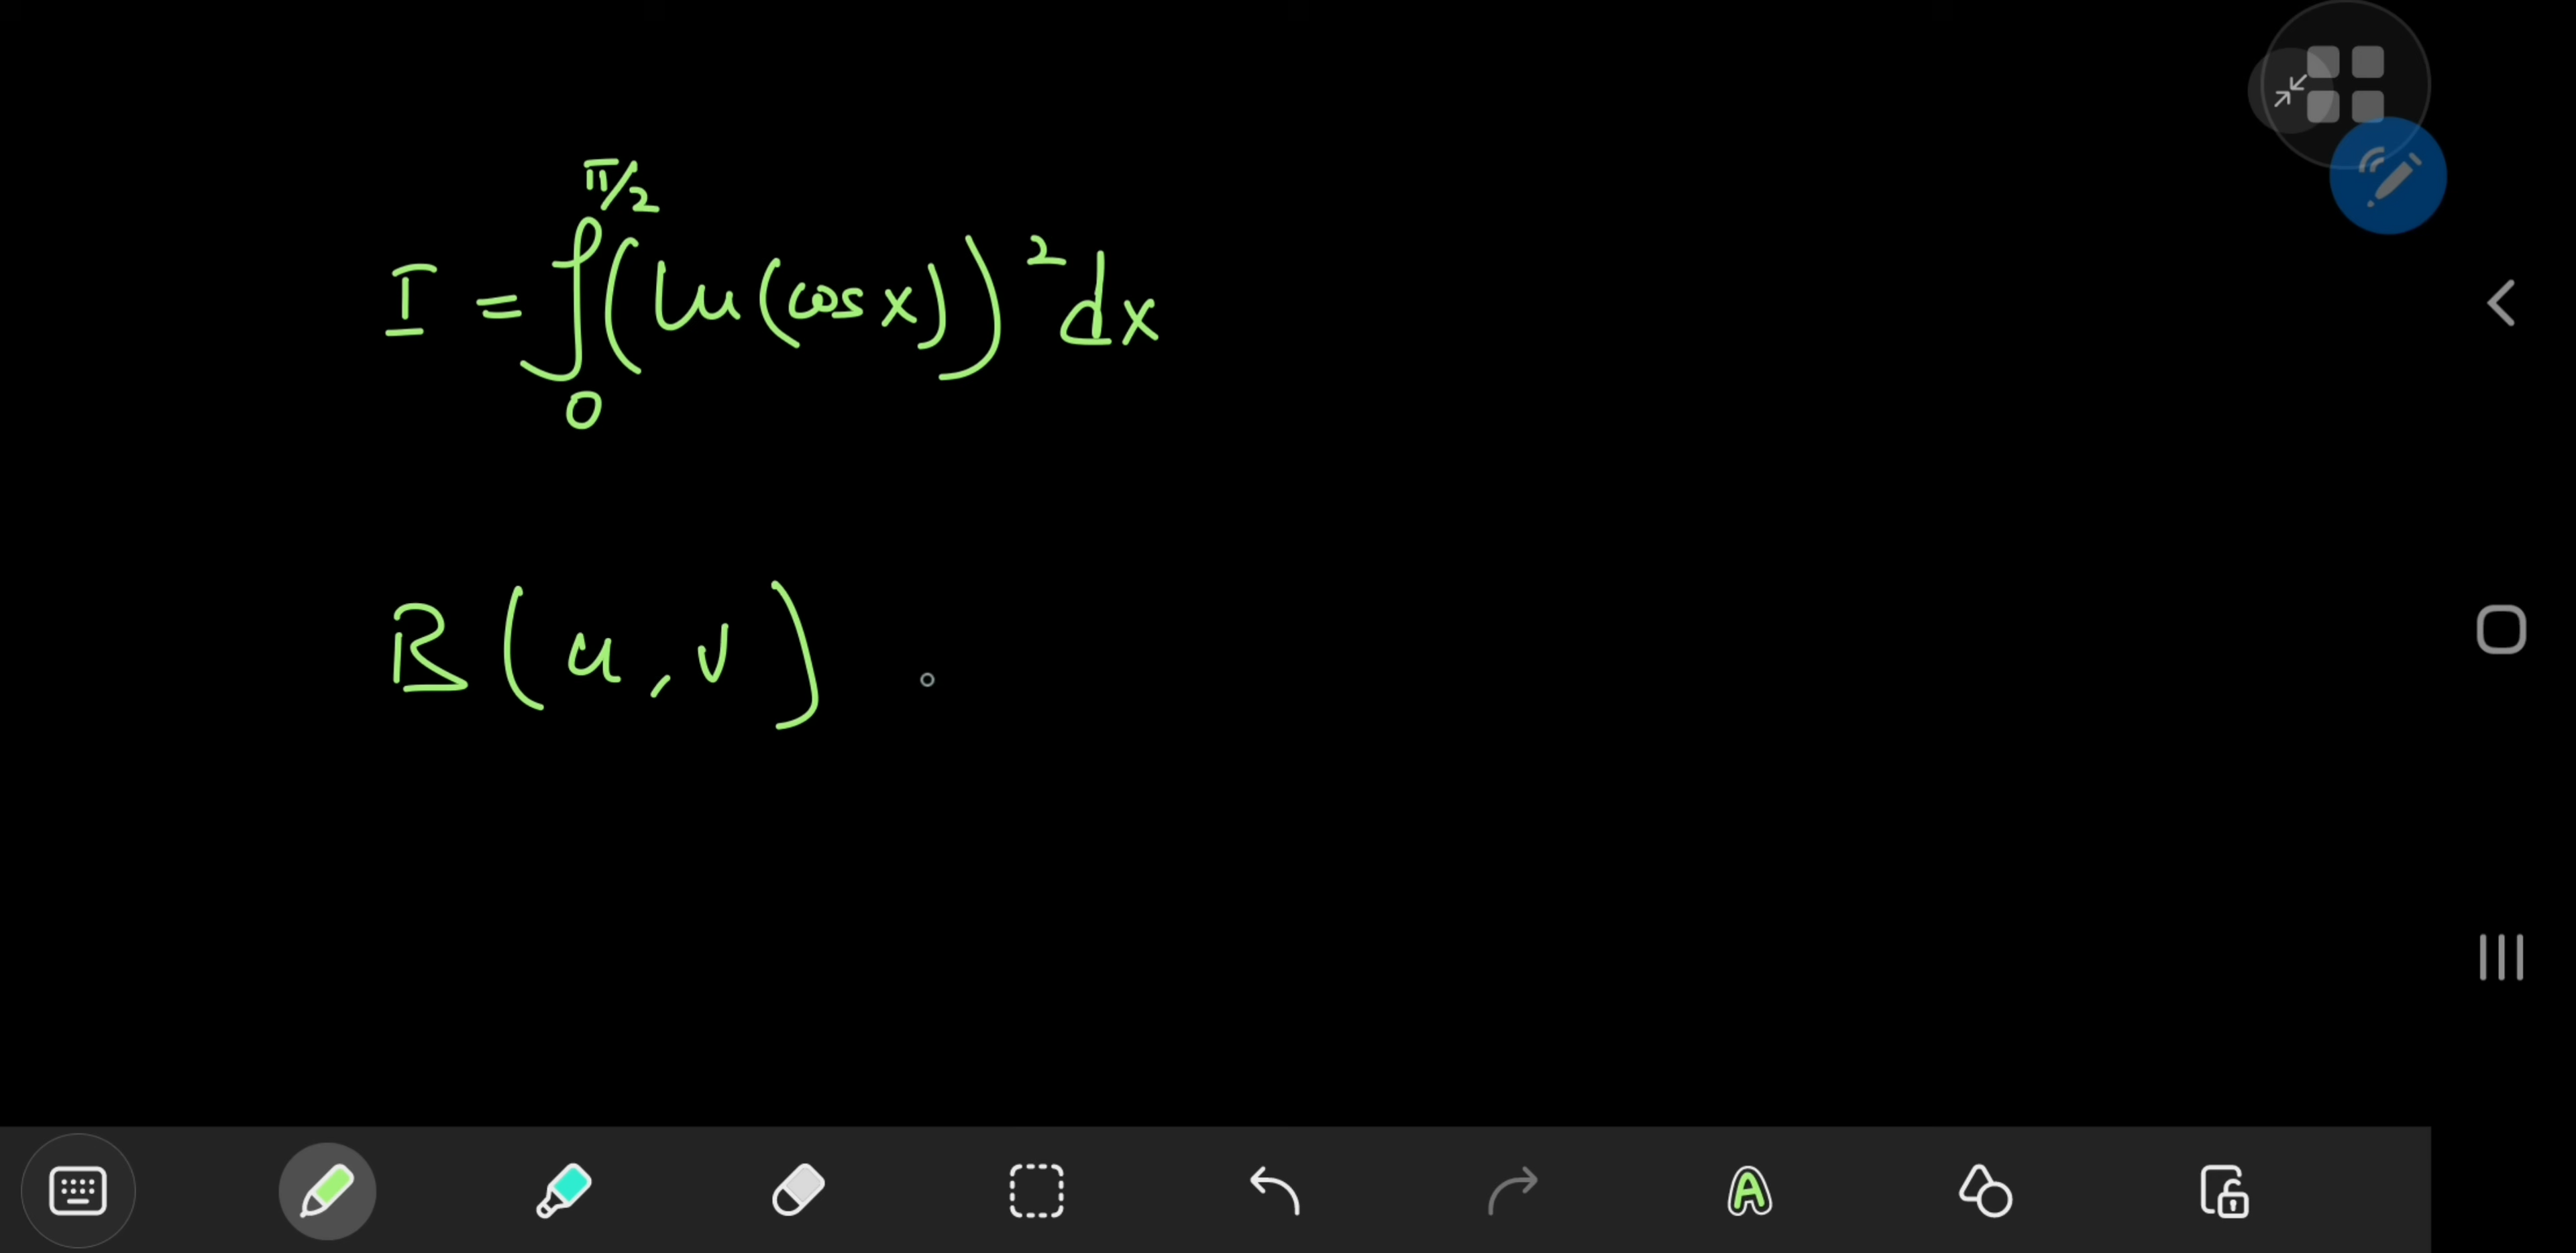 I = ∫₀^{π/2} (ln(cos x))² dx
B(u, v)
A